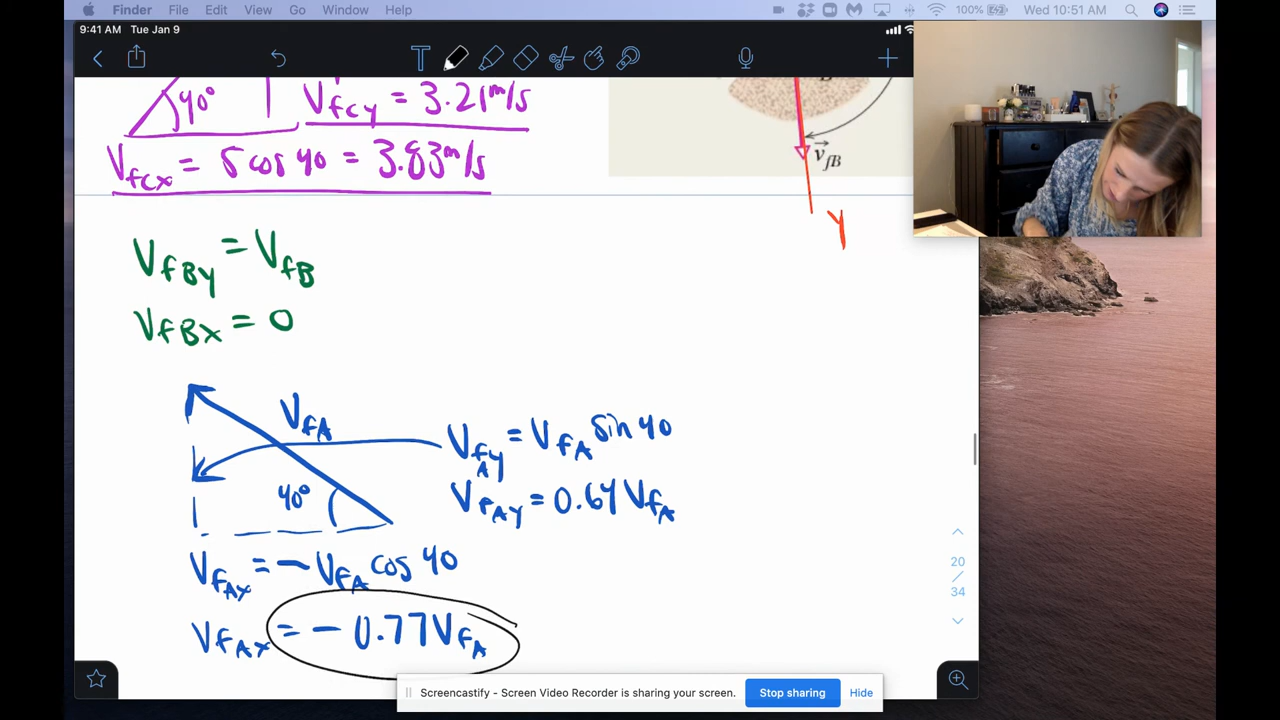 Finder File Edit View Go Window Help 100% Wed 10:51 AM
9:41 AM Tue Jan 9
T
40°
VfCy = 3.21 m/s
VfCx = 5 cos 40 = 3.83 m/s
vfB
y
VfBy = VfB
VfBx = 0
VfA
40°
VfAy = VfA sin 40
VfAy = 0.64 VfA
VfAx = - VfA cos 40
VfAx = - 0.77 VfA
20
/
34
Screencastify - Screen Video Recorder is sharing your screen. Stop sharing Hide